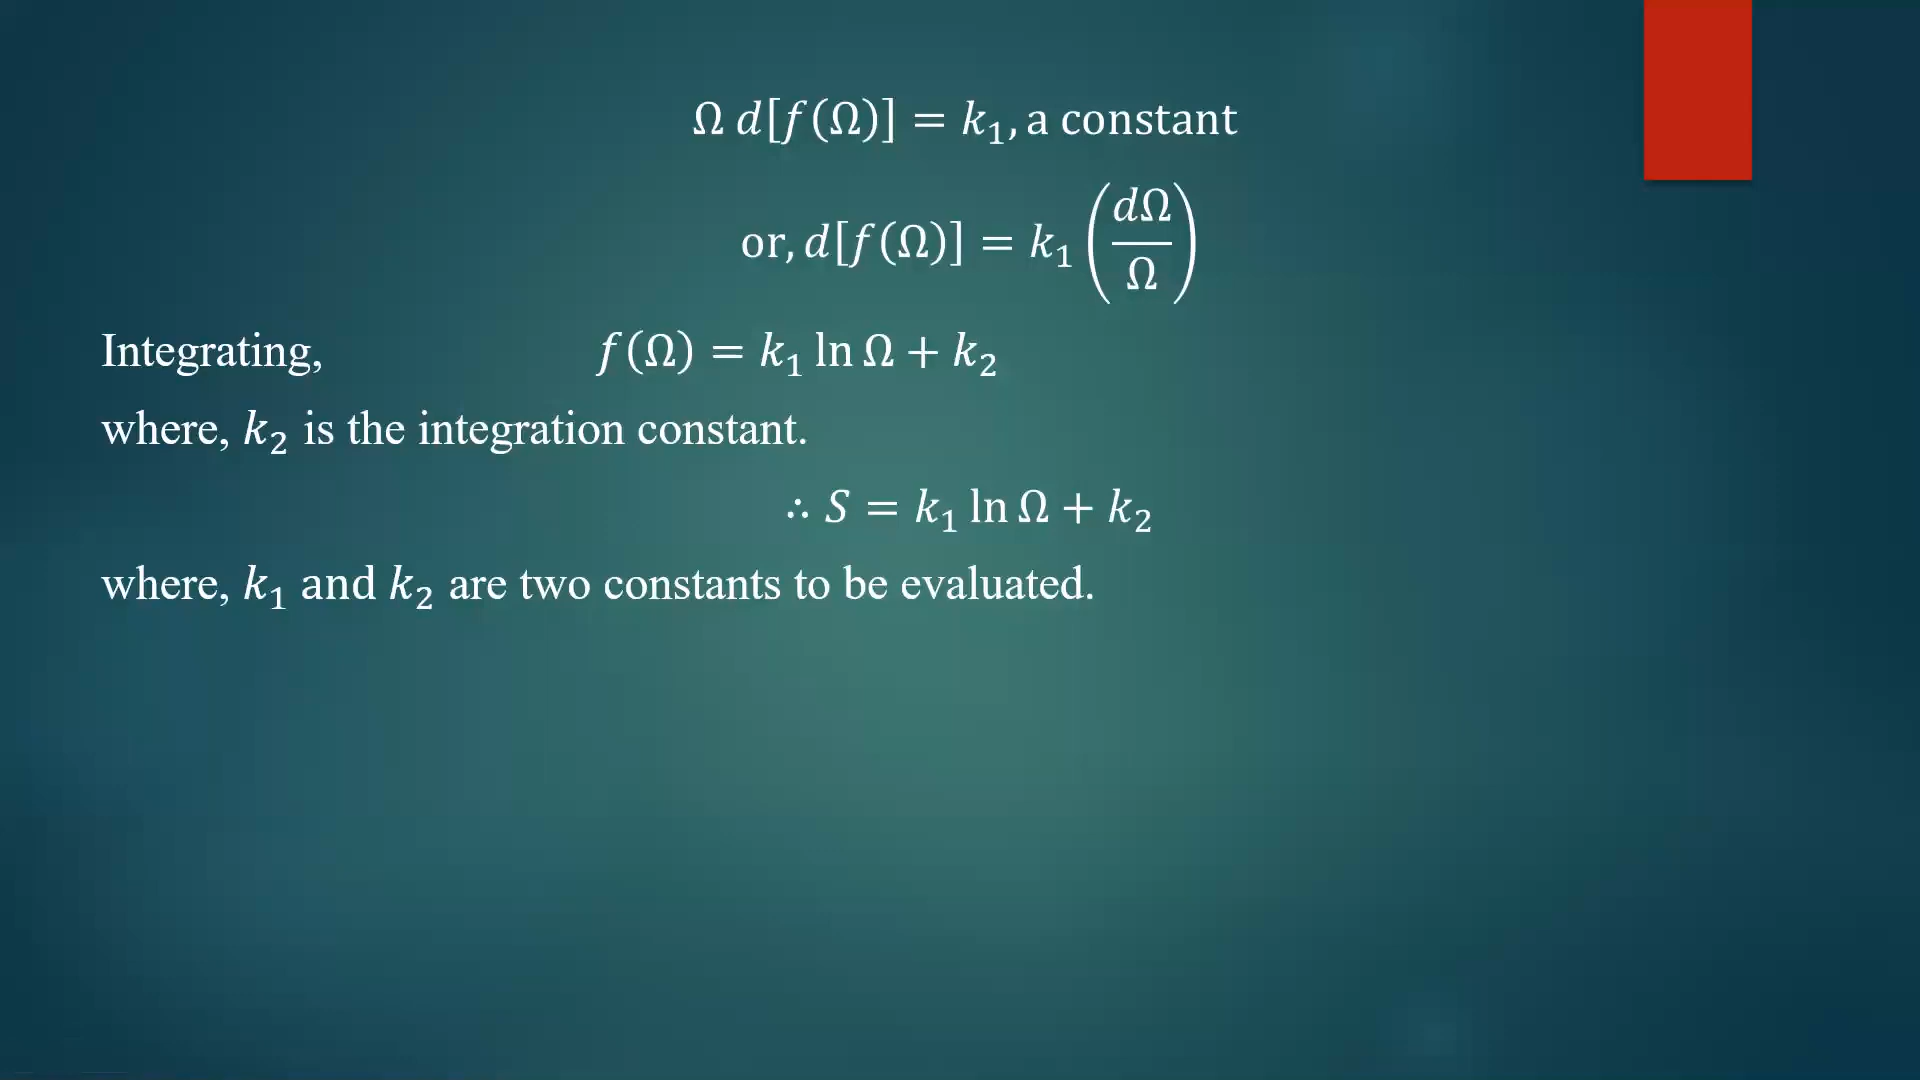 Ω d[f(Ω)] = k₁, a constant
or, d[f(Ω)] = k₁ (dΩ/Ω)
Integrating, f(Ω) = k₁ ln Ω + k₂
where, k₂ is the integration constant.
∴ S = k₁ ln Ω + k₂
where, k₁ and k₂ are two constants to be evaluated.